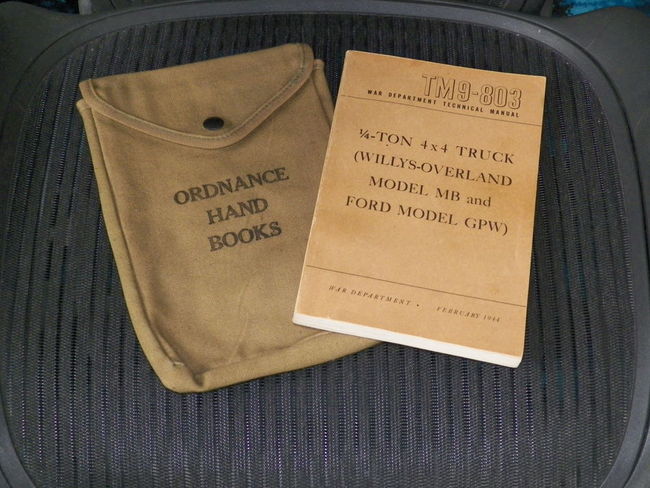 ORDNANCE
HAND
BOOKS
TM9-803
WAR DEPARTMENT TECHNICAL MANUAL
¼-TON 4x4 TRUCK
(WILLYS-OVERLAND
MODEL MB and
FORD MODEL GPW)
WAR DEPARTMENT • FEBRUARY 1944